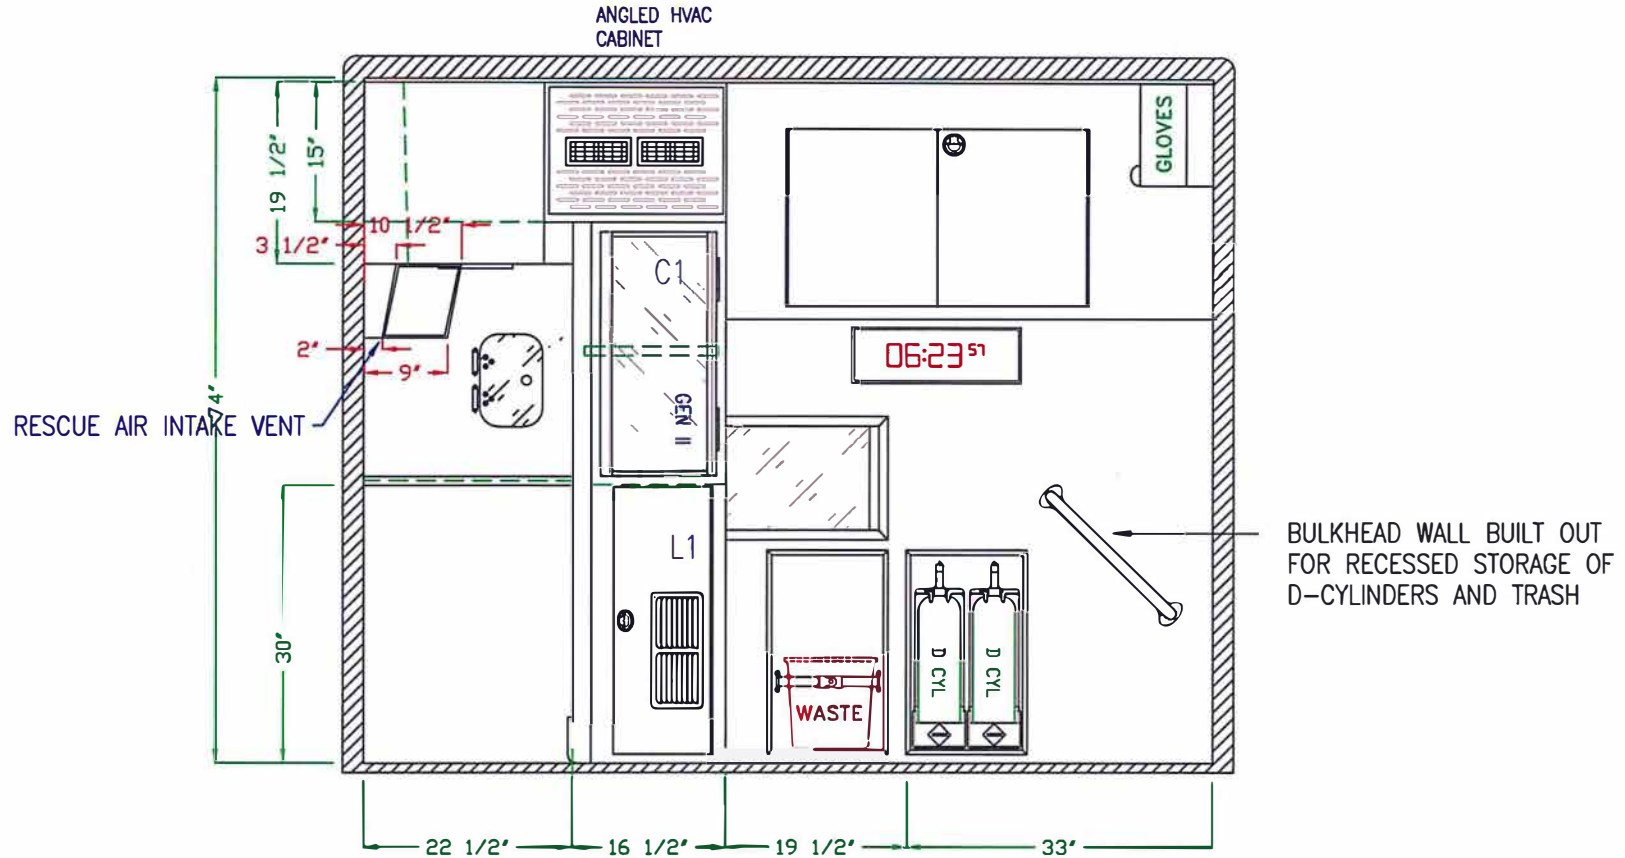 ANGLED HVAC
CABINET
GLOVES
19 1/2"
15"
10 1/2"
3 1/2"
C1
2"
9"
06:23 57
74"
RESCUE AIR INTAKE VENT
GEN II
L1
BULKHEAD WALL BUILT OUT
FOR RECESSED STORAGE OF
D-CYLINDERS AND TRASH
30"
D CYL
D CYL
WASTE
22 1/2"
16 1/2"
19 1/2"
33"